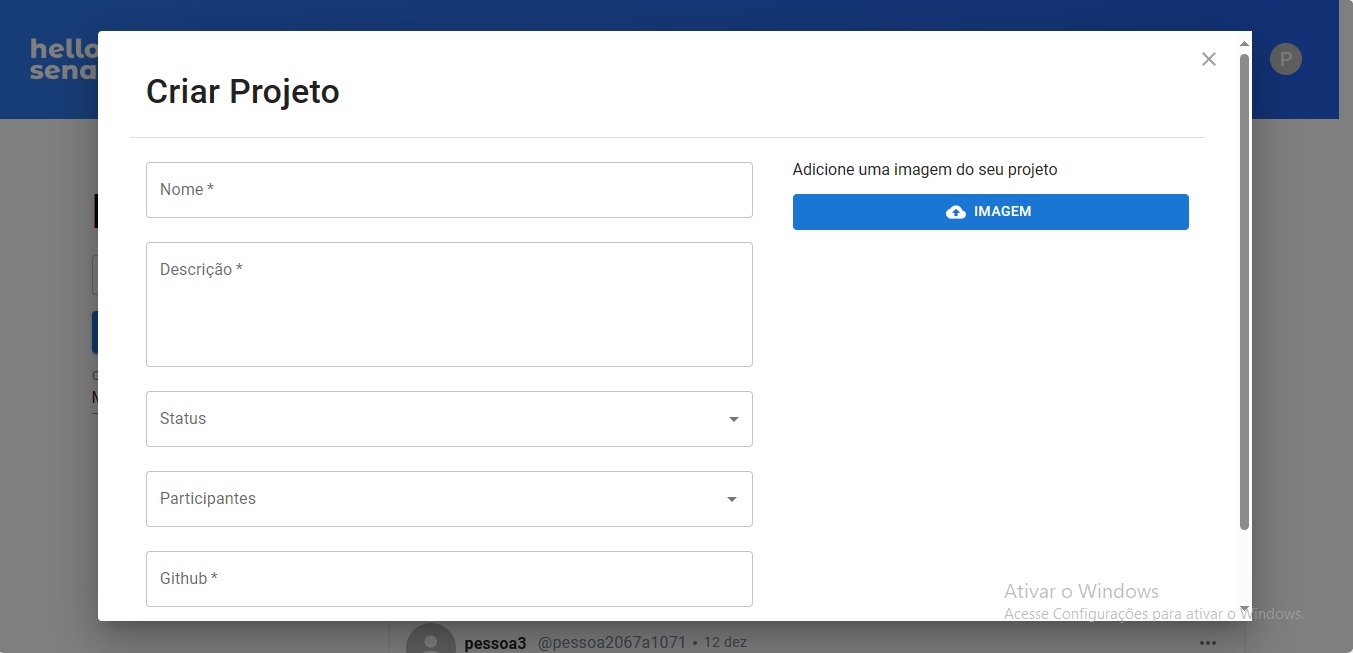 hello
sena
P
Criar Projeto
Nome *
Adicione uma imagem do seu projeto
IMAGEM
Descrição *
Status
Participantes
Github *
Ativar o Windows
Acesse Configurações para ativar o Windows.
pessoa3 @pessoa2067a1071 • 12 dez